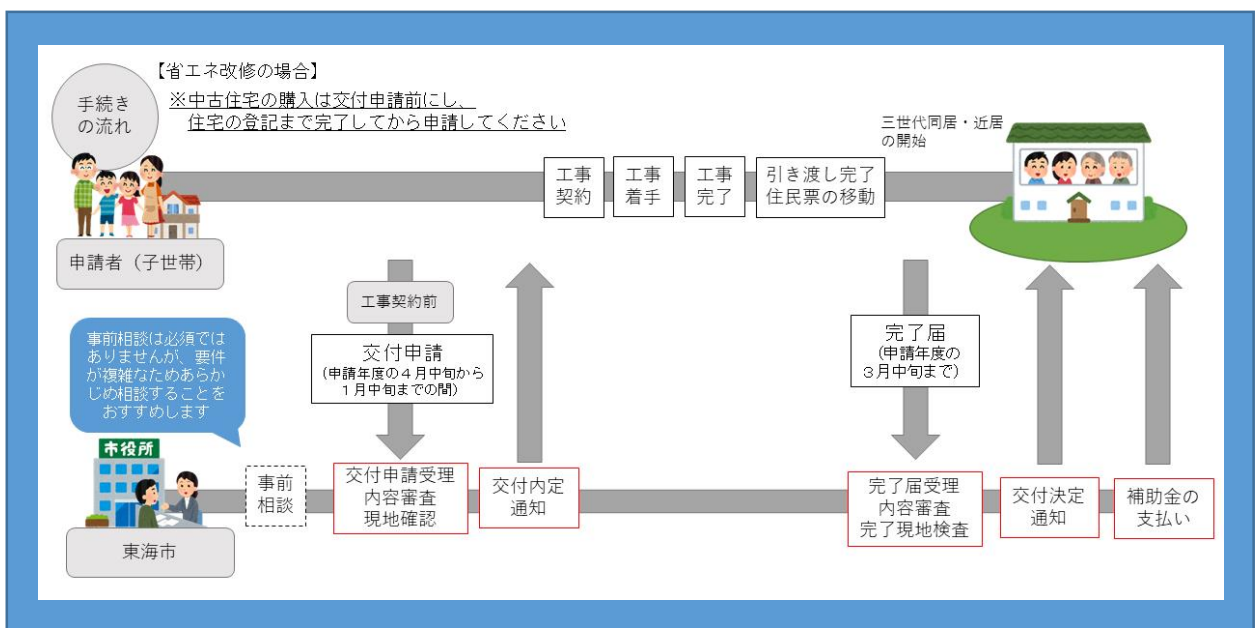 手続き
の流れ
【省エネ改修の場合】
※中古住宅の購入は交付申請前にし、
住宅の登記まで完了してから申請してください
三世代同居・近居
の開始
工事
契約
工事
着手
工事
完了
引き渡し完了
住民票の移動
申請者（子世帯）
工事契約前
交付申請
（申請年度の４月中旬から
１月中旬までの間）
完了届
（申請年度の
３月中旬まで）
事前相談は必須では
ありませんが、要件
が複雑なためあらか
じめ相談することを
おすすめします
市役所
事前
相談
交付申請受理
内容審査
現地確認
交付内定
通知
完了届受理
内容審査
完了現地検査
交付決定
通知
補助金の
支払い
東海市